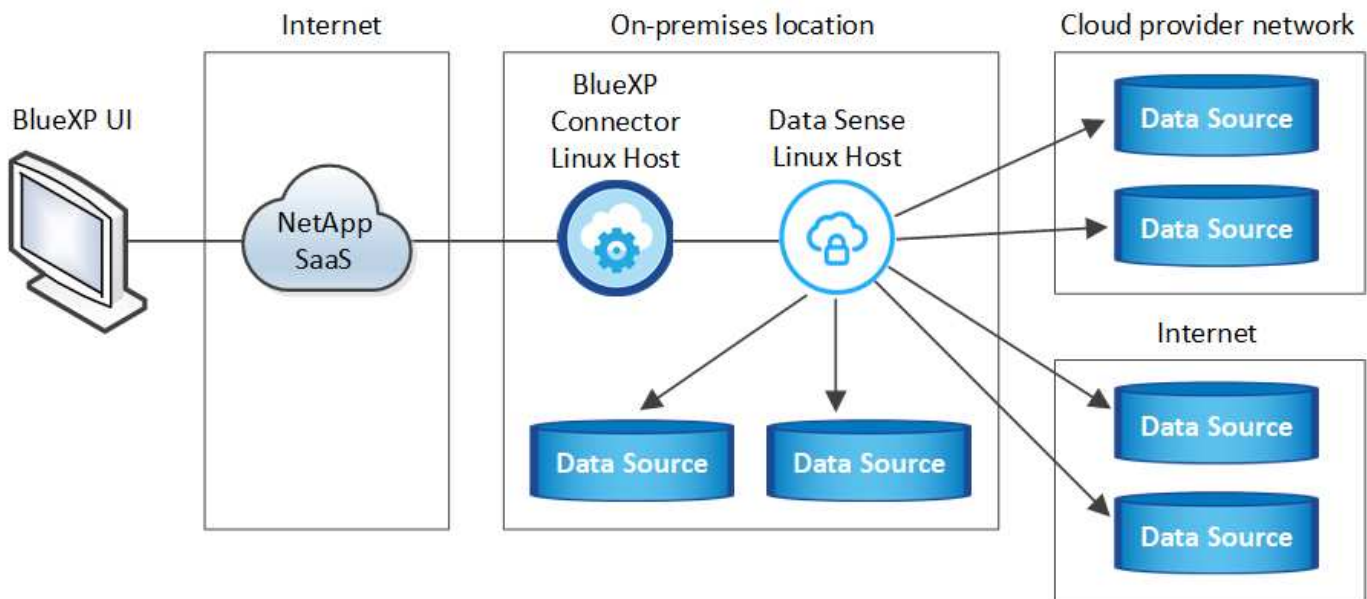 Internet
On-premises location
Cloud provider network
BlueXP UI
BlueXP
Connector
Linux Host
Data Sense
Linux Host
NetApp
SaaS
Data Source
Data Source
Data Source
Data Source
Internet
Data Source
Data Source